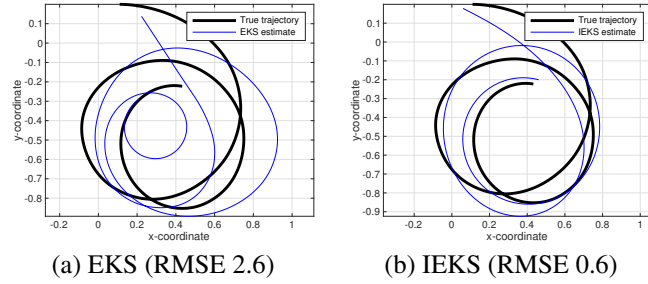 True trajectory
EKS estimate
0.2
0.1
0
-0.1
-0.2
-0.3
-0.4
-0.5
-0.6
-0.7
-0.8
y-coordinate
-0.2 0 0.2 0.4 0.6 0.8 1
x-coordinate
(a) EKS (RMSE 2.6)
True trajectory
IEKS estimate
0.2
0.1
0
-0.1
-0.2
-0.3
-0.4
-0.5
-0.6
-0.7
-0.8
-0.9
y-coordinate
-0.2 0 0.2 0.4 0.6 0.8 1
x-coordinate
(b) IEKS (RMSE 0.6)